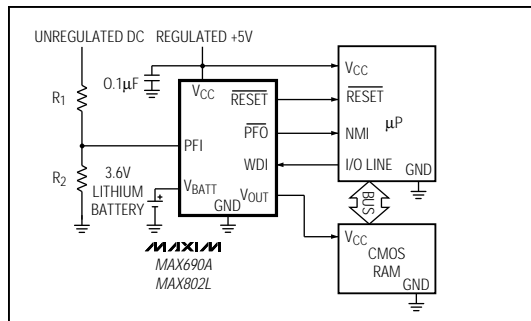 UNREGULATED DC
REGULATED +5V
0.1µF
R1
R2
3.6V
LITHIUM
BATTERY
VCC
RESET
PFI
PFO
WDI
VBATT
VOUT
GND
MAXIM
MAX690A
MAX802L
VCC
RESET
µP
NMI
I/O LINE
GND
BUS
VCC
CMOS
RAM
GND